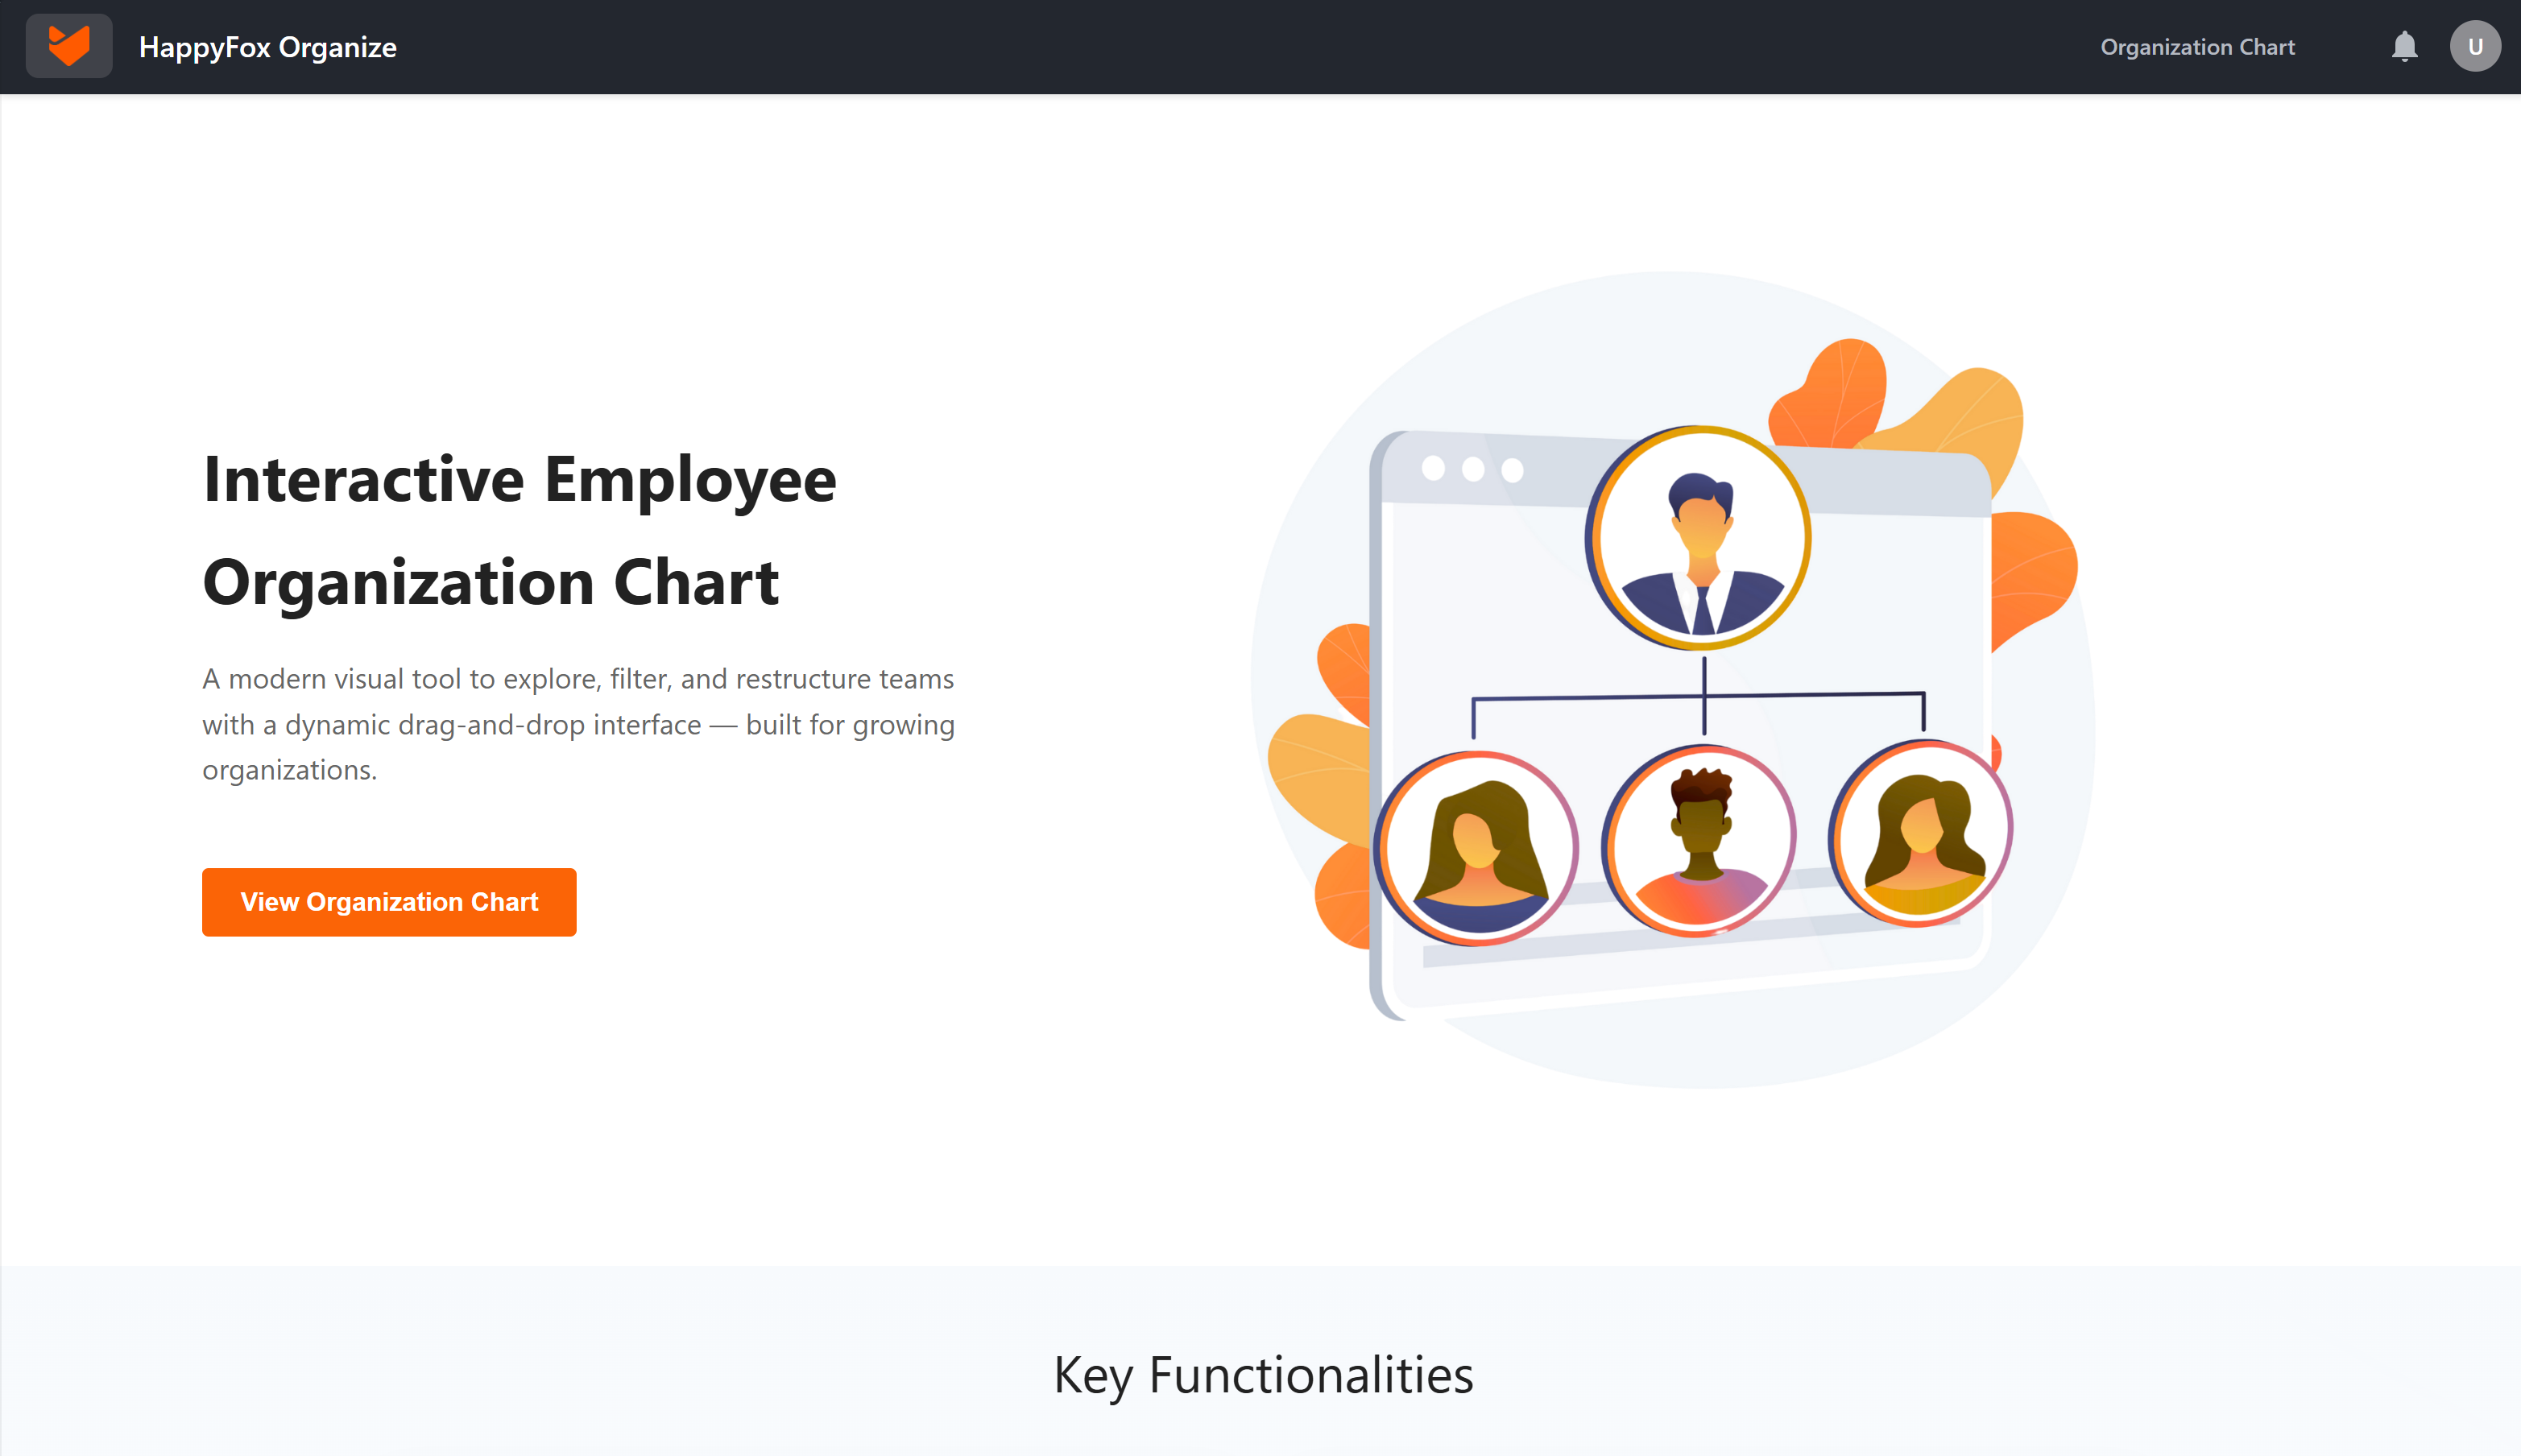 HappyFox Organize
Organization Chart
U
Interactive Employee
Organization Chart
A modern visual tool to explore, filter, and restructure teams
with a dynamic drag-and-drop interface — built for growing
organizations.
View Organization Chart
Key Functionalities